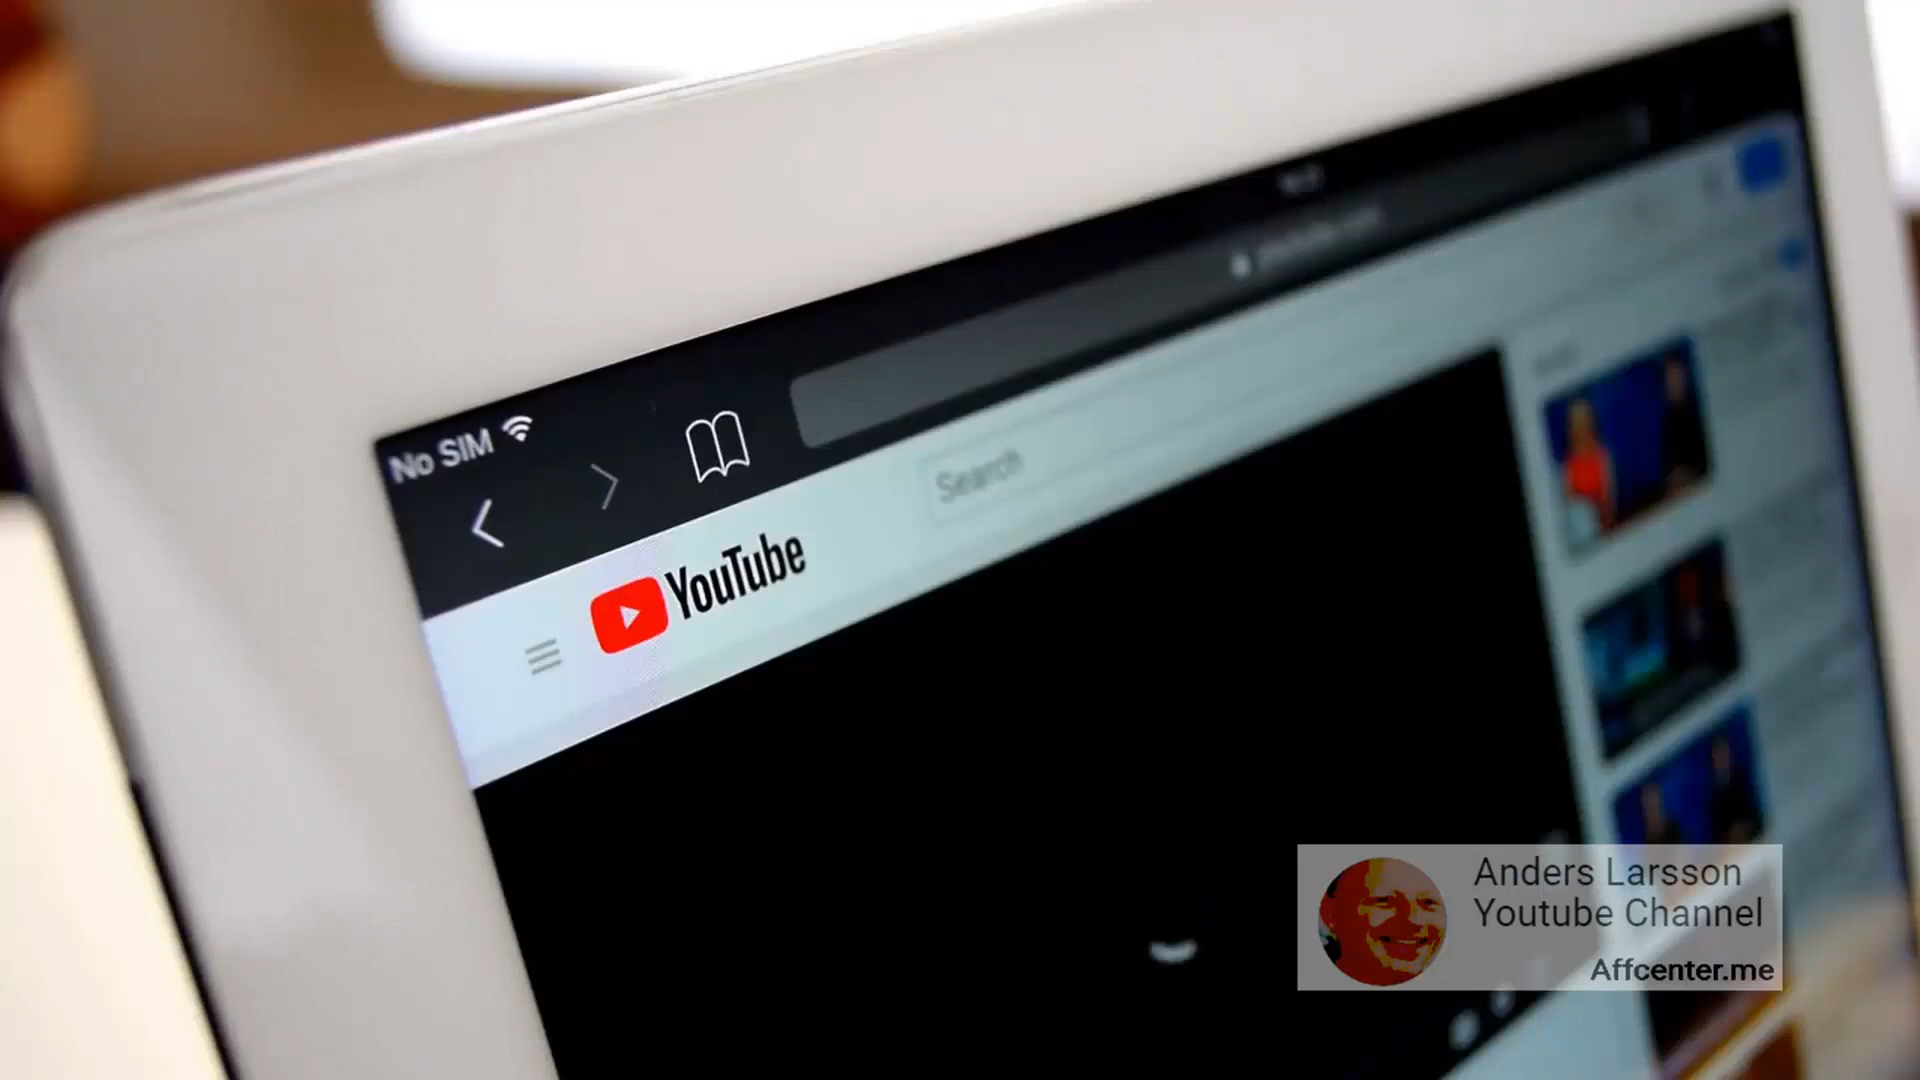 No SIM
YouTube
Search
Anders Larsson
Youtube Channel
Affcenter.me